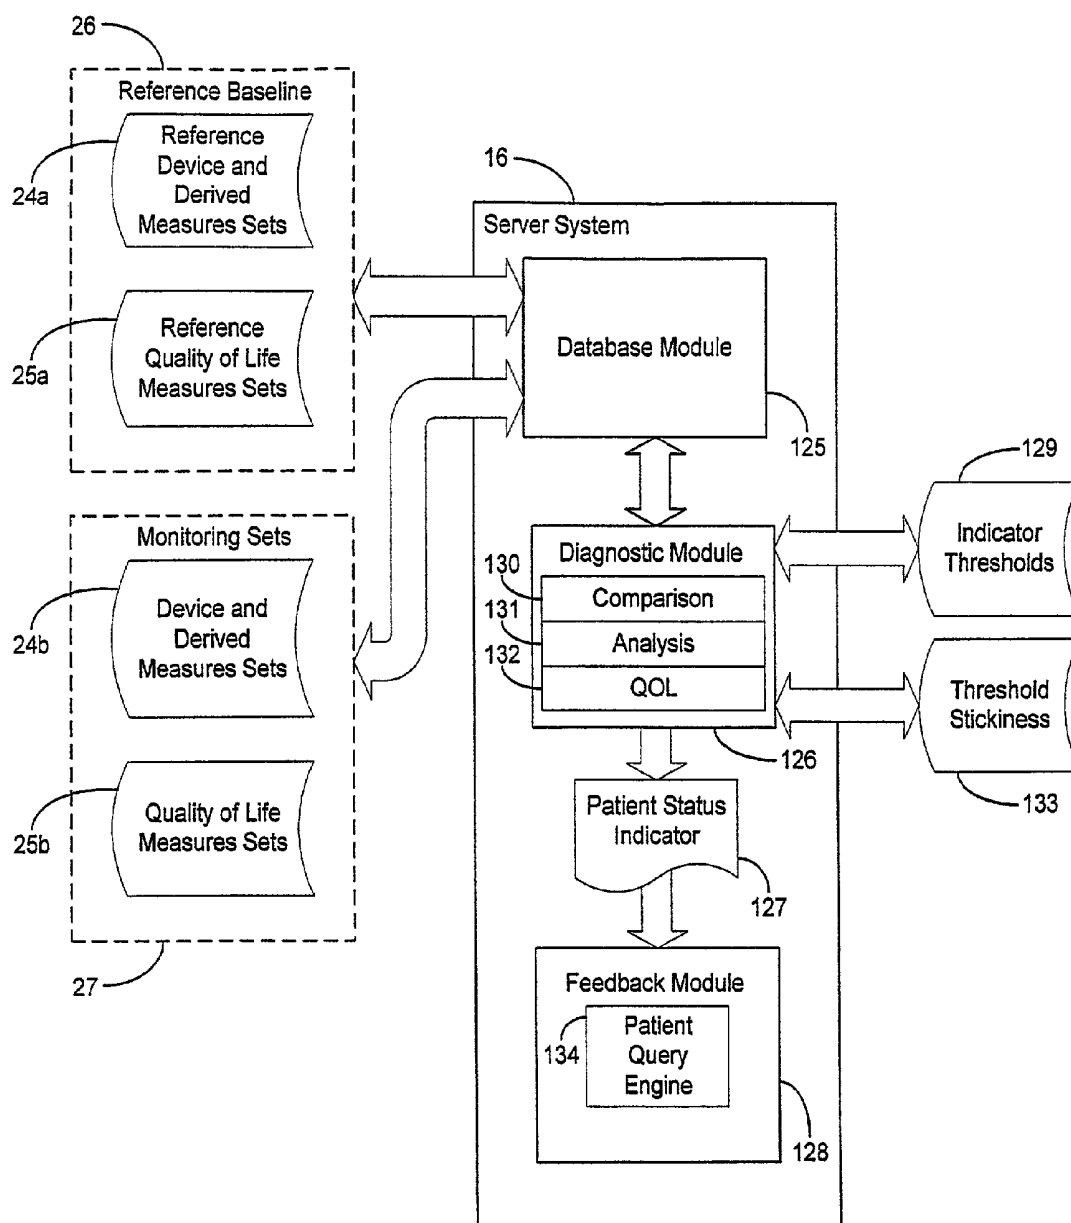 26
Reference Baseline
Reference
Device and
Derived
Measures Sets
24a
Reference
Quality of Life
Measures Sets
25a
Monitoring Sets
Device and
Derived
Measures Sets
24b
Quality of Life
Measures Sets
25b
27
16
Server System
Database Module
125
Diagnostic Module
130
Comparison
131
Analysis
132
QOL
126
129
Indicator
Thresholds
Threshold
Stickiness
133
Patient Status
Indicator
127
Feedback Module
134
Patient
Query
Engine
128